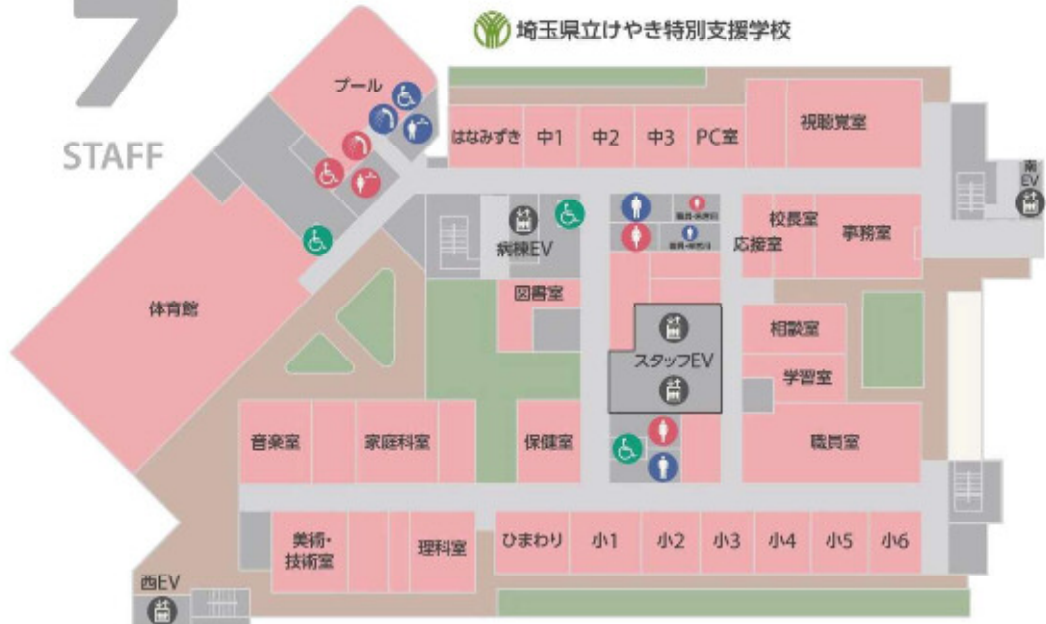 7
STAFF
埼玉県立けやき特別支援学校
プール
はなみずき
中1
中2
中3
PC室
視聴覚室
南
EV
病棟EV
校長室
応接室
事務室
体育館
図書室
スタッフEV
相談室
学習室
音楽室
家庭科室
保健室
職員室
美術・
技術室
理科室
ひまわり
小1
小2
小3
小4
小5
小6
西EV